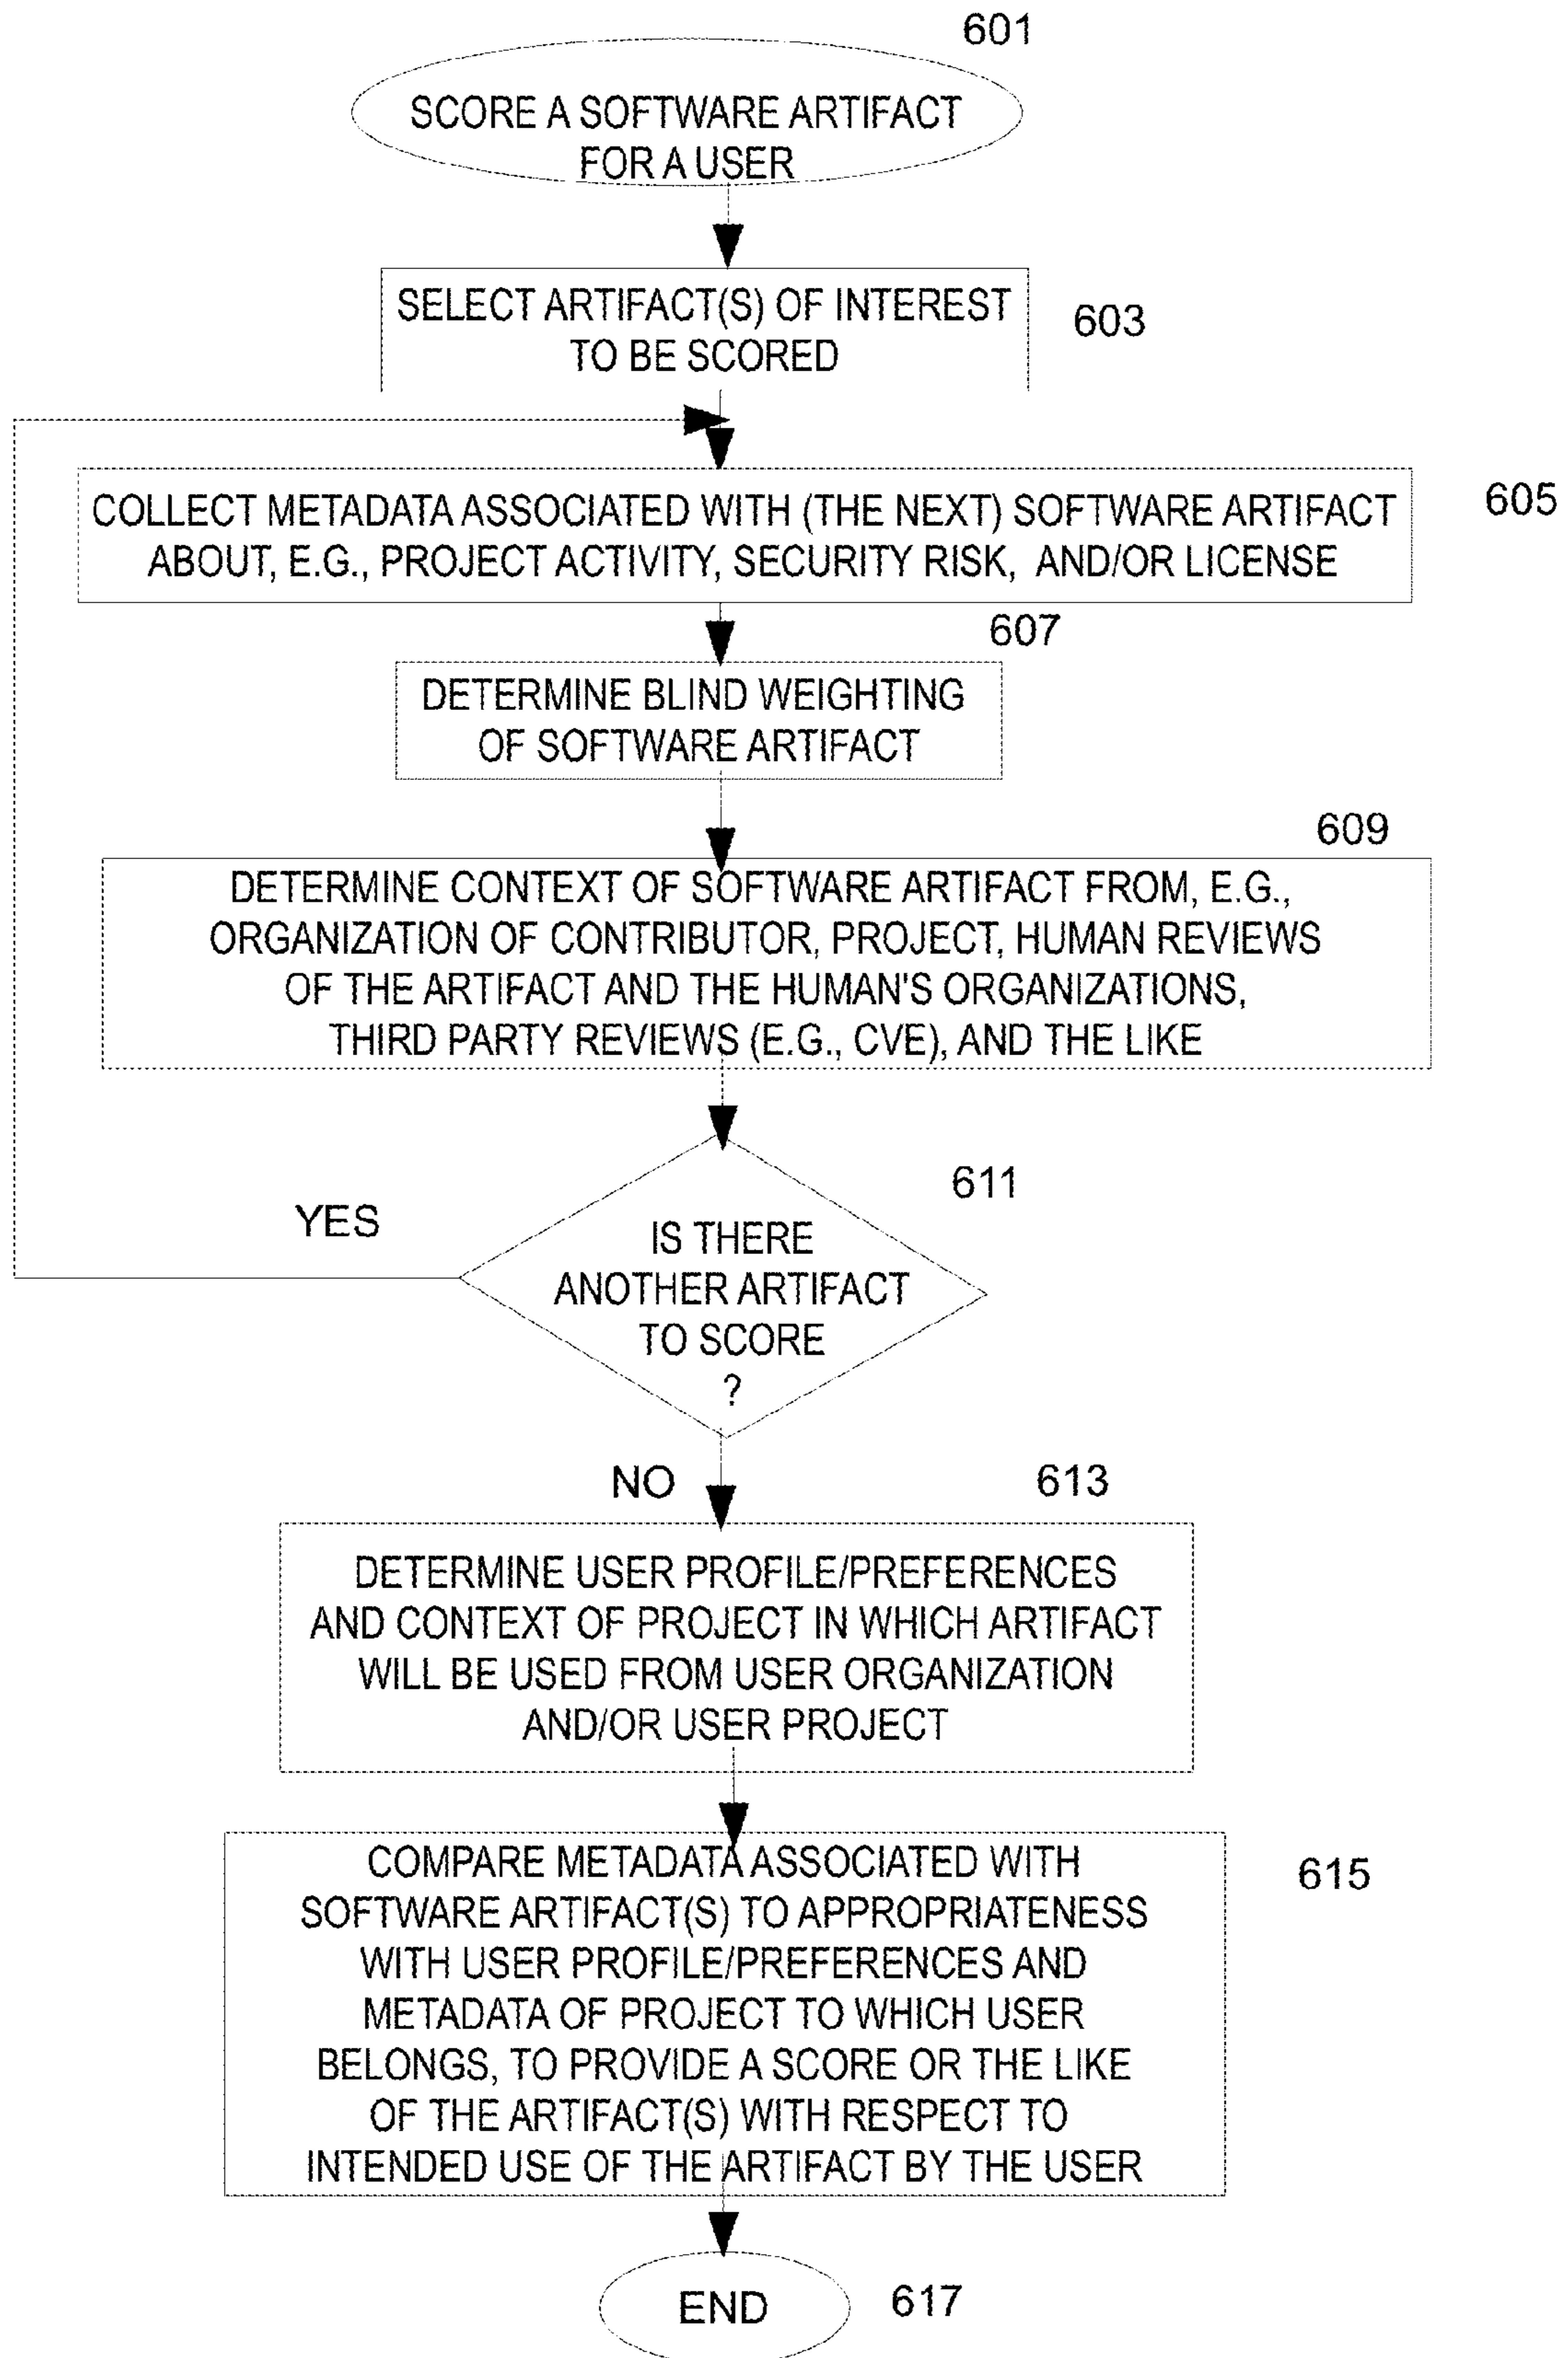 601
SCORE A SOFTWARE ARTIFACT
FOR A USER
SELECT ARTIFACT(S) OF INTEREST
TO BE SCORED
603
COLLECT METADATA ASSOCIATED WITH (THE NEXT) SOFTWARE ARTIFACT
ABOUT, E.G., PROJECT ACTIVITY, SECURITY RISK, AND/OR LICENSE
605
607
DETERMINE BLIND WEIGHTING
OF SOFTWARE ARTIFACT
609
DETERMINE CONTEXT OF SOFTWARE ARTIFACT FROM, E.G.,
ORGANIZATION OF CONTRIBUTOR, PROJECT, HUMAN REVIEWS
OF THE ARTIFACT AND THE HUMAN'S ORGANIZATIONS,
THIRD PARTY REVIEWS (E.G., CVE), AND THE LIKE
611
YES
IS THERE
ANOTHER ARTIFACT
TO SCORE
?
NO
613
DETERMINE USER PROFILE/PREFERENCES
AND CONTEXT OF PROJECT IN WHICH ARTIFACT
WILL BE USED FROM USER ORGANIZATION
AND/OR USER PROJECT
COMPARE METADATA ASSOCIATED WITH
SOFTWARE ARTIFACT(S) TO APPROPRIATENESS
WITH USER PROFILE/PREFERENCES AND
METADATA OF PROJECT TO WHICH USER
BELONGS, TO PROVIDE A SCORE OR THE LIKE
OF THE ARTIFACT(S) WITH RESPECT TO
INTENDED USE OF THE ARTIFACT BY THE USER
615
END
617